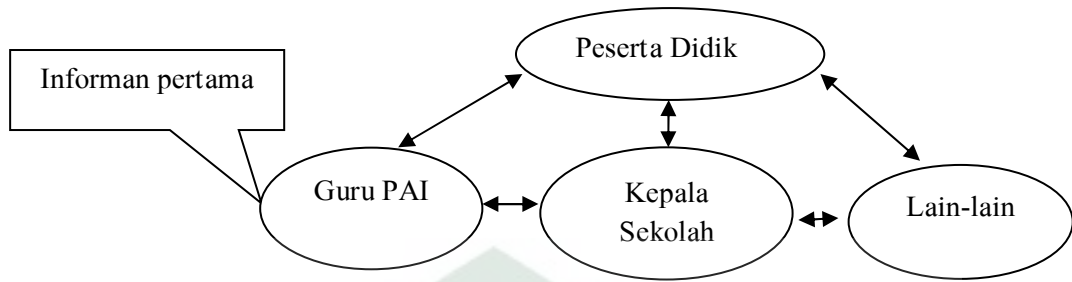 Peserta Didik
Informan pertama
Guru PAI
Kepala
Sekolah
Lain-lain